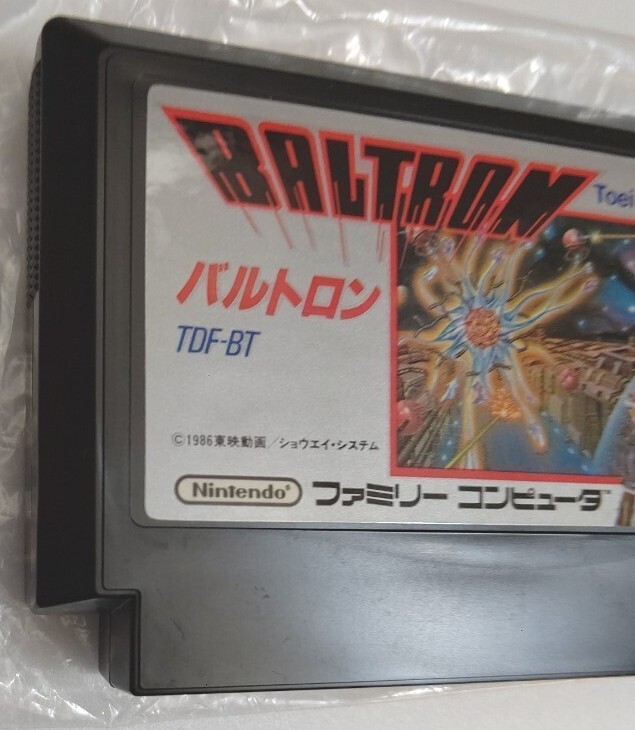 BALTRON
Toei
バルトロン
TDF-BT
©1986東映動画／ショウエイ・システム
Nintendo®
ファミリー コンピュータ™